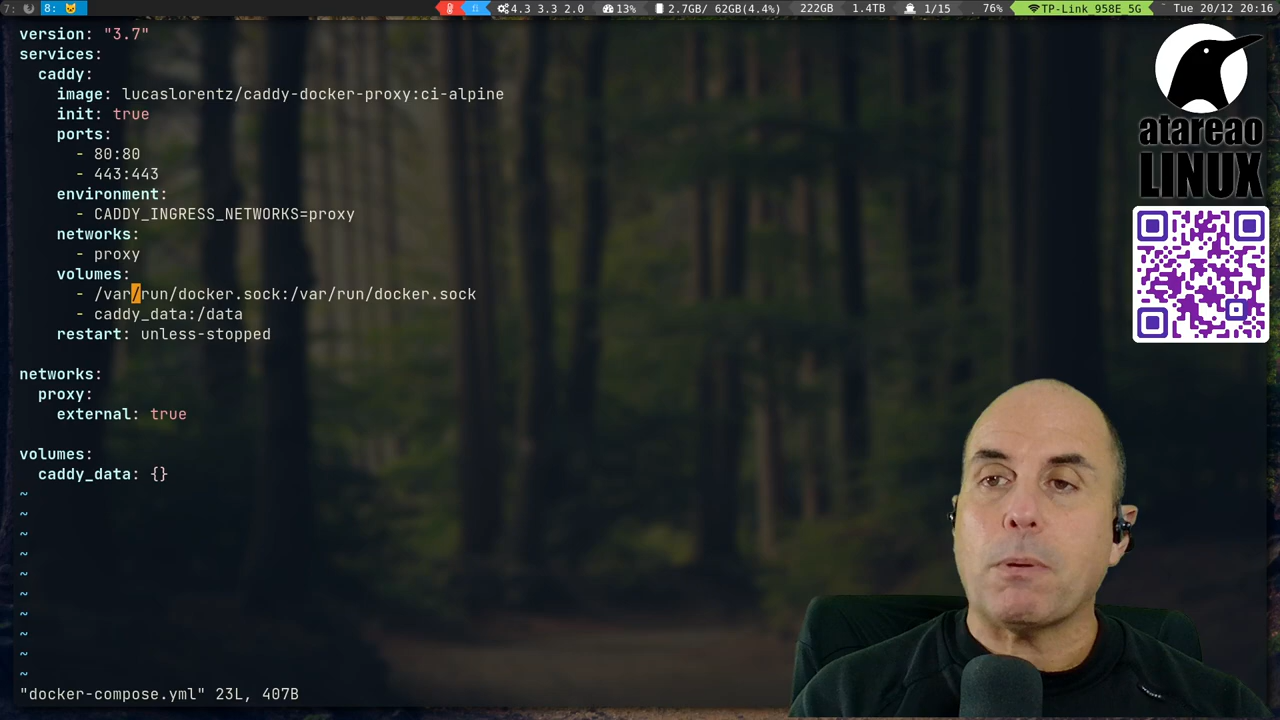 7: 8: 4.3 3.3 2.0 13% 2.7GB/ 62GB(4.4%) 222GB 1.4TB 1/15 . 76% TP-Link 958E 5G Tue 20/12 20:16
version: "3.7"
services:
  caddy:
    image: lucaslorentz/caddy-docker-proxy:ci-alpine
    init: true
    ports:
      - 80:80
      - 443:443
    environment:
      - CADDY_INGRESS_NETWORKS=proxy
    networks:
      - proxy
    volumes:
      - /var/run/docker.sock:/var/run/docker.sock
      - caddy_data:/data
    restart: unless-stopped
networks:
  proxy:
    external: true
volumes:
  caddy_data: {}
~
~
~
~
~
~
~
~
~
~
"docker-compose.yml" 23L, 407B
atareao
LINUX